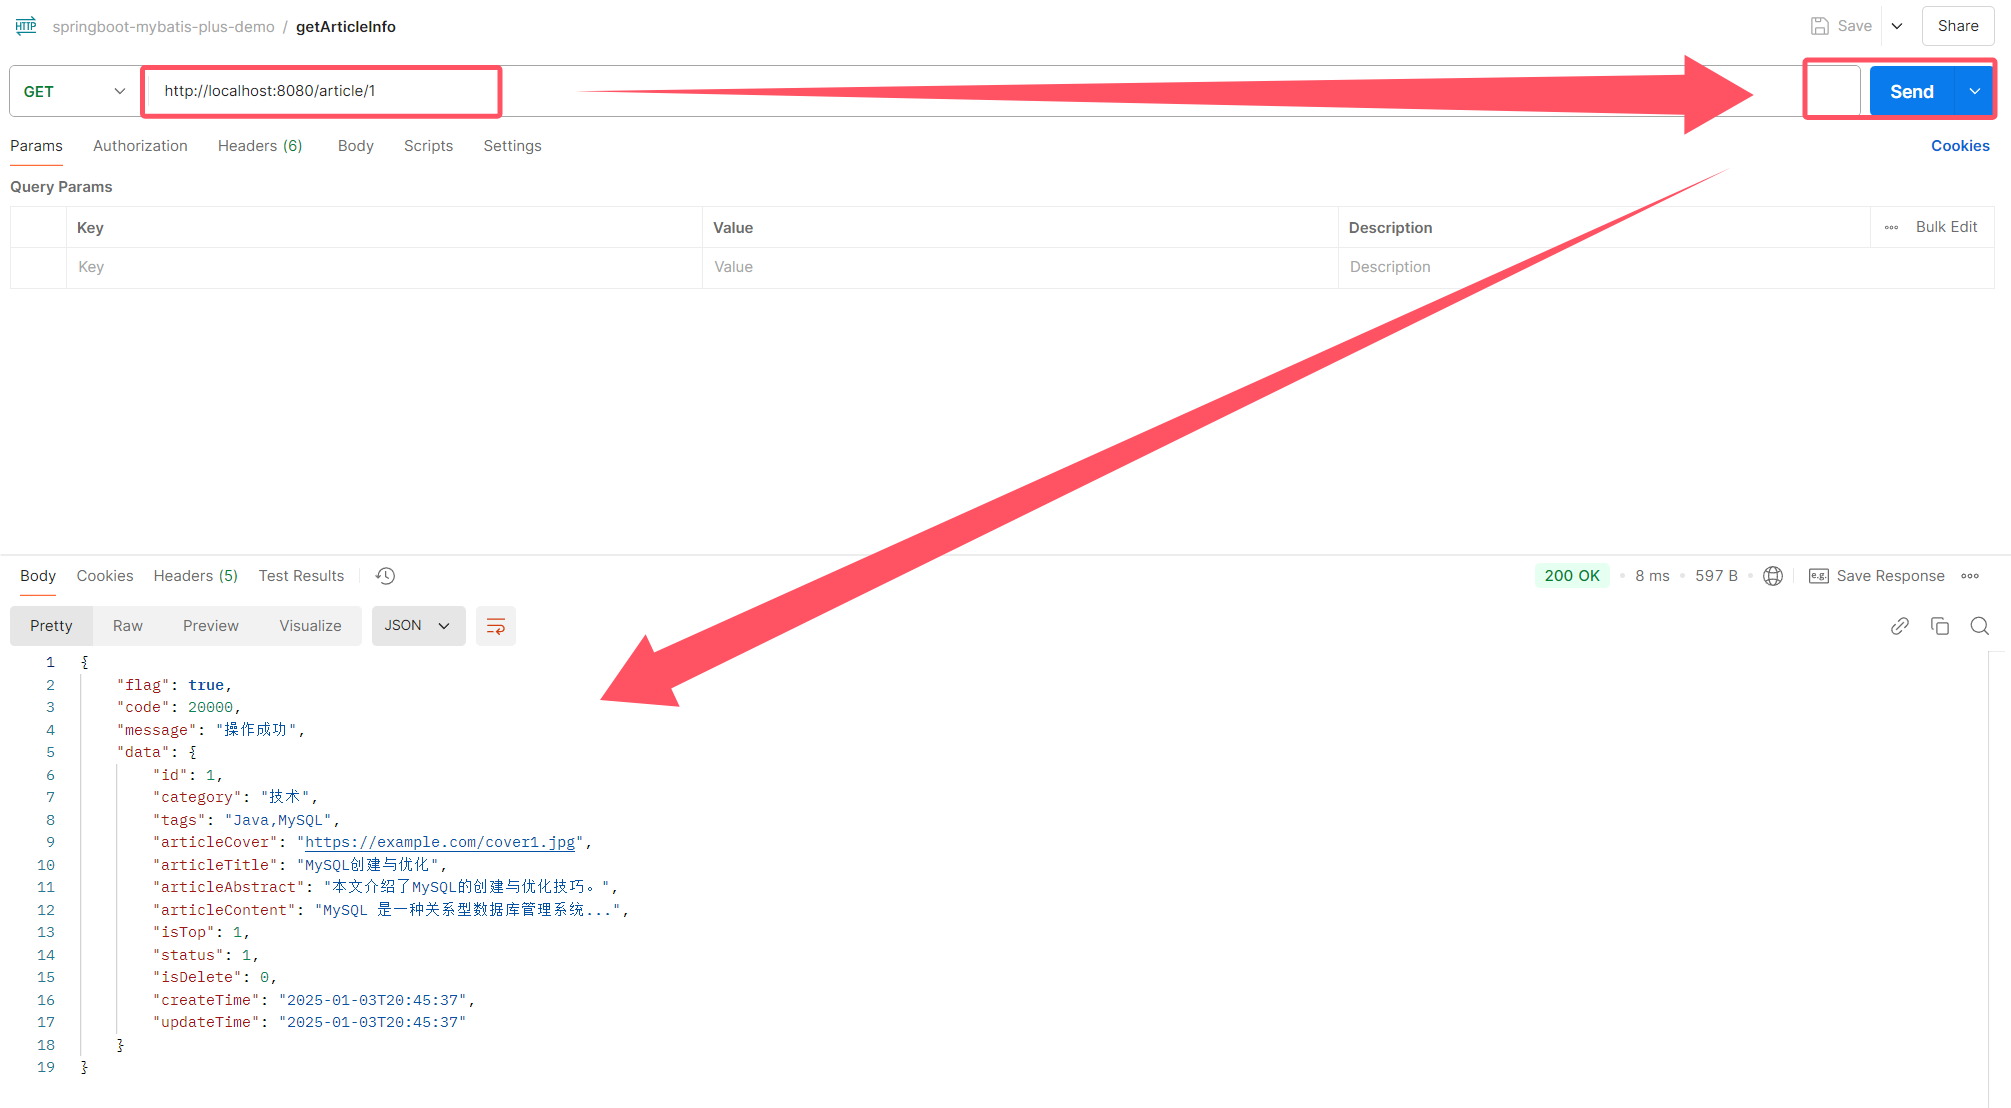 HTTP springboot-mybatis-plus-demo / getArticleInfo Save Share
GET http://localhost:8080/article/1 Send
Params Authorization Headers (6) Body Scripts Settings Cookies
Query Params
Key Value Description Bulk Edit
Key Value Description
Body Cookies Headers (5) Test Results 200 OK • 8 ms • 597 B • e.g. Save Response
Pretty Raw Preview Visualize JSON
1 {
2 "flag": true,
3 "code": 20000,
4 "message": "操作成功",
5 "data": {
6 "id": 1,
7 "category": "技术",
8 "tags": "Java,MySQL",
9 "articleCover": "https://example.com/cover1.jpg",
10 "articleTitle": "MySQL创建与优化",
11 "articleAbstract": "本文介绍了MySQL的创建与优化技巧。",
12 "articleContent": "MySQL 是一种关系型数据库管理系统...",
13 "isTop": 1,
14 "status": 1,
15 "isDelete": 0,
16 "createTime": "2025-01-03T20:45:37",
17 "updateTime": "2025-01-03T20:45:37"
18 }
19 }